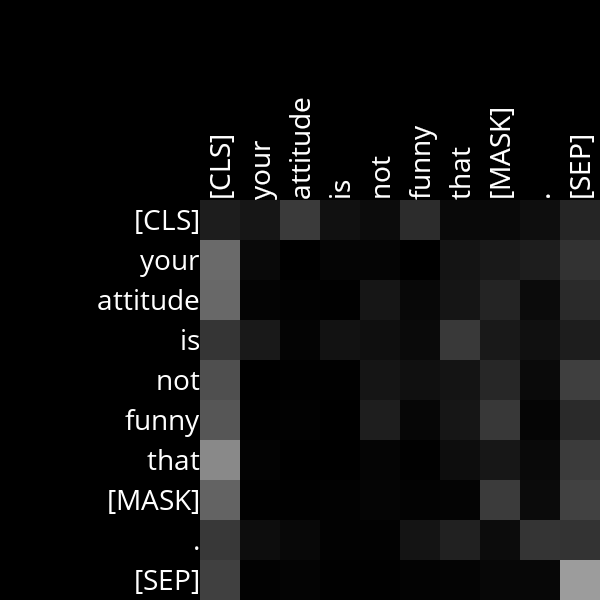 [CLS] your attitude is not funny that [MASK] . [SEP]
[CLS]
your
attitude
is
not
funny
that
[MASK]
.
[SEP]